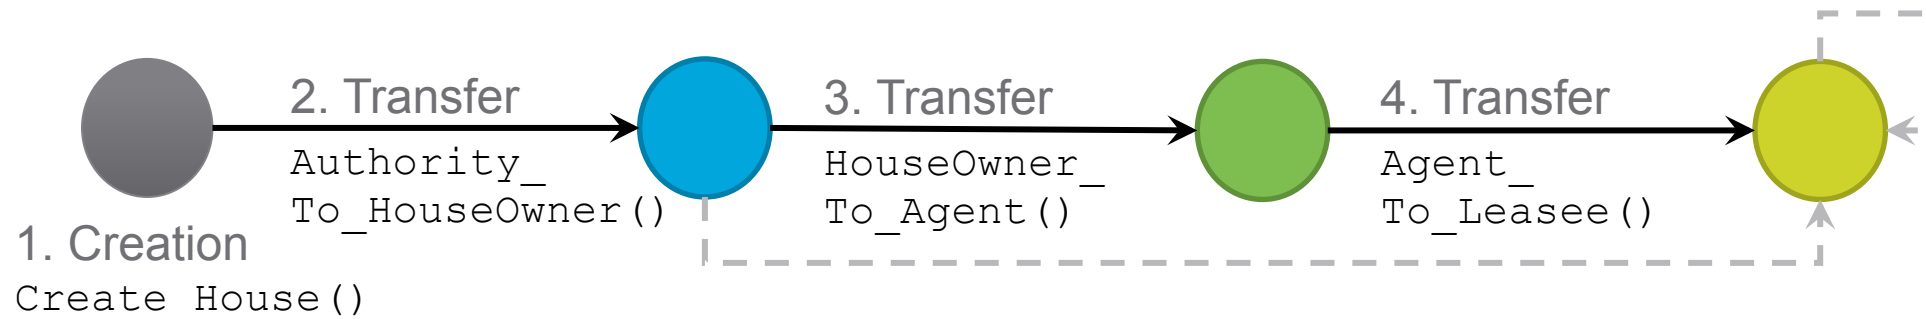 2. Transfer
Authority_
To_HouseOwner()
3. Transfer
HouseOwner_
To_Agent()
4. Transfer
Agent_
To_Leasee()
1. Creation
Create House()